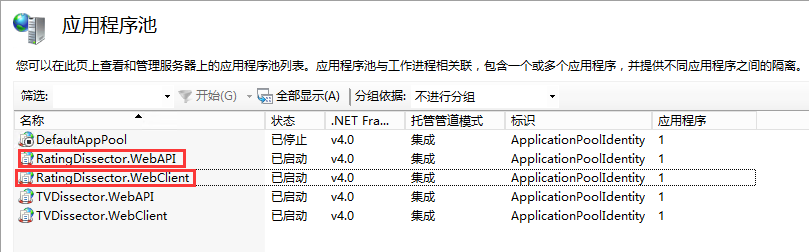 应用程序池
您可以在此页上查看和管理服务器上的应用程序池列表。应用程序池与工作进程相关联，包含一个或多个应用程序，并提供不同应用程序之间的隔离。
筛选: 开始(G) 全部显示(A) 分组依据: 不进行分组
名称 状态 .NET Fra... 托管管道模式 标识 应用程序
DefaultAppPool 已停止 v4.0 集成 ApplicationPoolIdentity 1
RatingDissector.WebAPI 已启动 v4.0 集成 ApplicationPoolIdentity 1
RatingDissector.WebClient 已启动 v4.0 集成 ApplicationPoolIdentity 1
TVDissector.WebAPI 已启动 v4.0 集成 ApplicationPoolIdentity 1
TVDissector.WebClient 已启动 v4.0 集成 ApplicationPoolIdentity 1